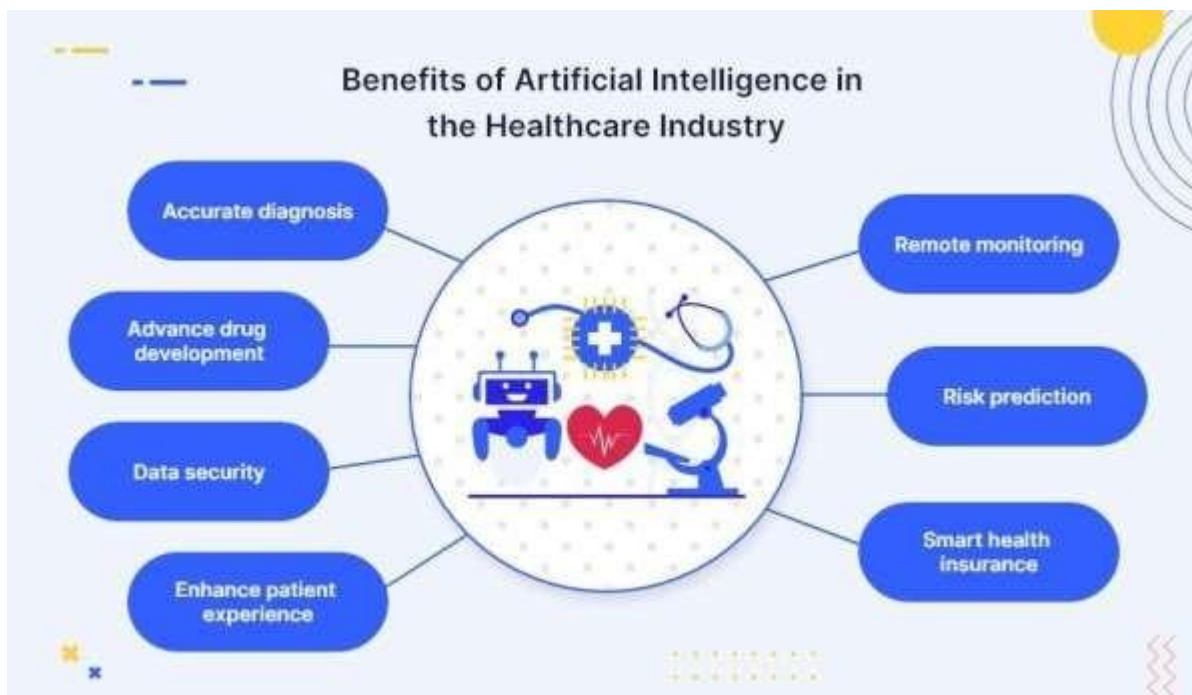 Benefits of Artificial Intelligence in
the Healthcare Industry
Accurate diagnosis
Advance drug
development
Data security
Enhance patient
experience
Remote monitoring
Risk prediction
Smart health
insurance